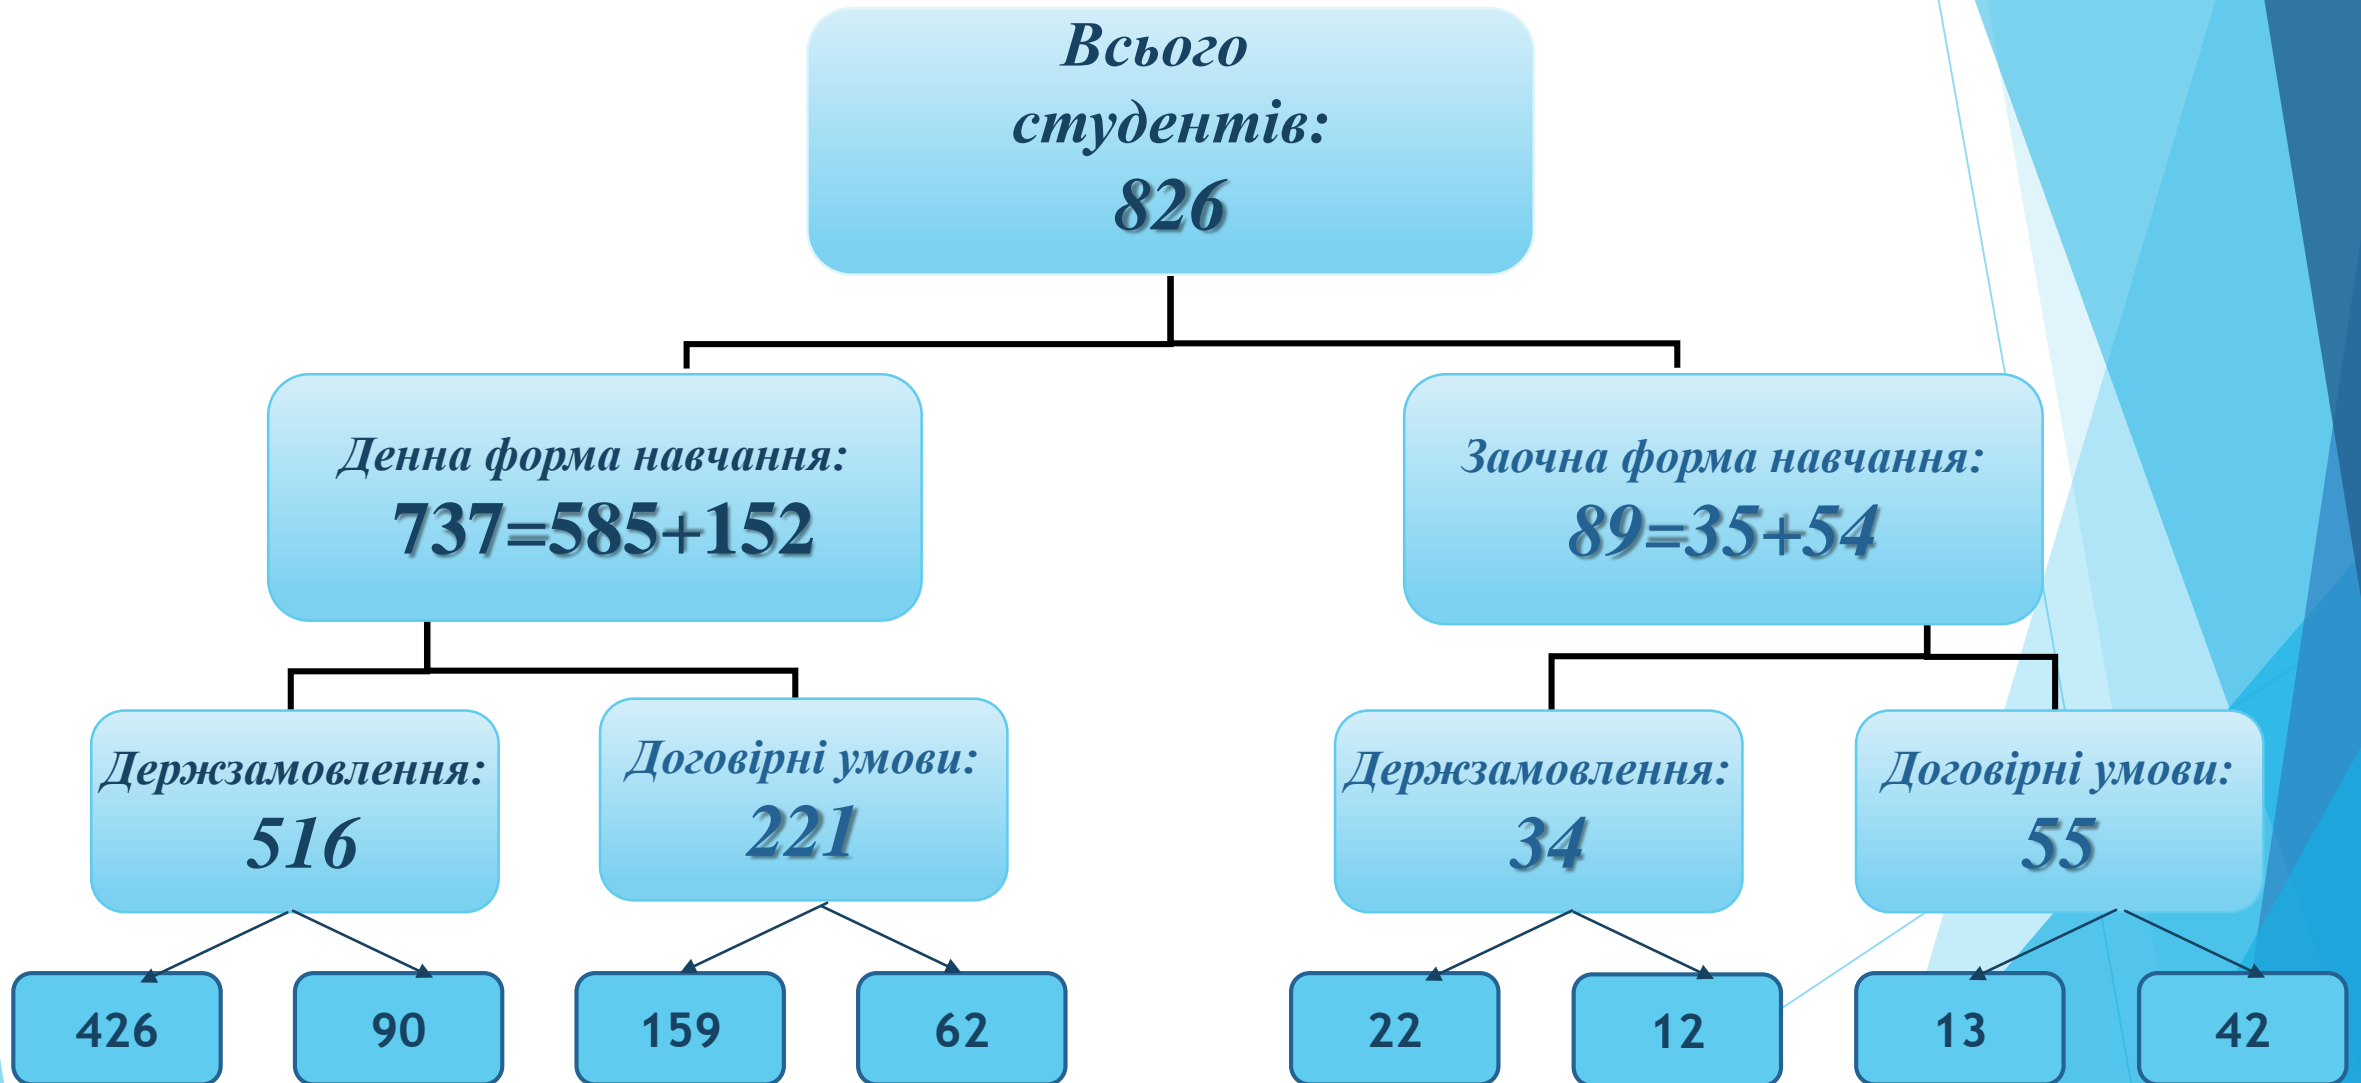 Всього
студентів:
826
Денна форма навчання:
737=585+152
Заочна форма навчання:
89=35+54
Держзамовлення:
516
Договірні умови:
221
Держзамовлення:
34
Договірні умови:
55
426
90
159
62
22
12
13
42